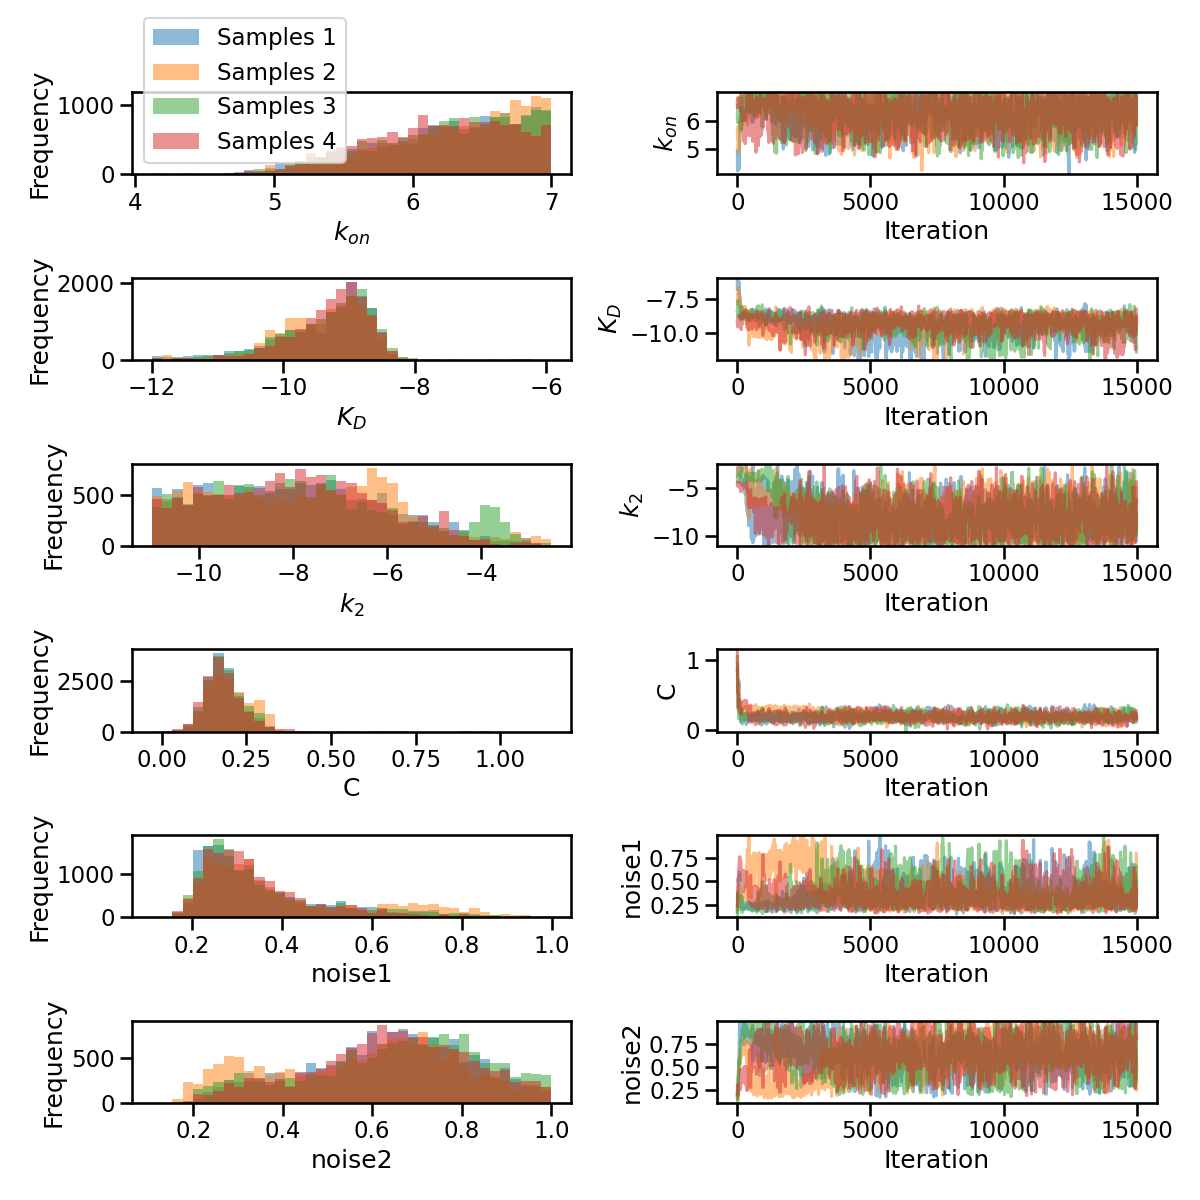 Samples 1
Samples 2
Samples 3
Samples 4
Frequency
1000
0
4 5 6 7
k_on
k_on
6
5
0 5000 10000 15000
Iteration
Frequency
2000
0
−12 −10 −8 −6
K_D
K_D
−7.5
−10.0
0 5000 10000 15000
Iteration
Frequency
500
0
−10 −8 −6 −4
k_2
k_2
−5
−10
0 5000 10000 15000
Iteration
Frequency
2500
0
0.00 0.25 0.50 0.75 1.00
C
C
1
0
0 5000 10000 15000
Iteration
Frequency
1000
0
0.2 0.4 0.6 0.8 1.0
noise1
noise1
0.75
0.50
0.25
0 5000 10000 15000
Iteration
Frequency
500
0
0.2 0.4 0.6 0.8 1.0
noise2
noise2
0.75
0.50
0.25
0 5000 10000 15000
Iteration